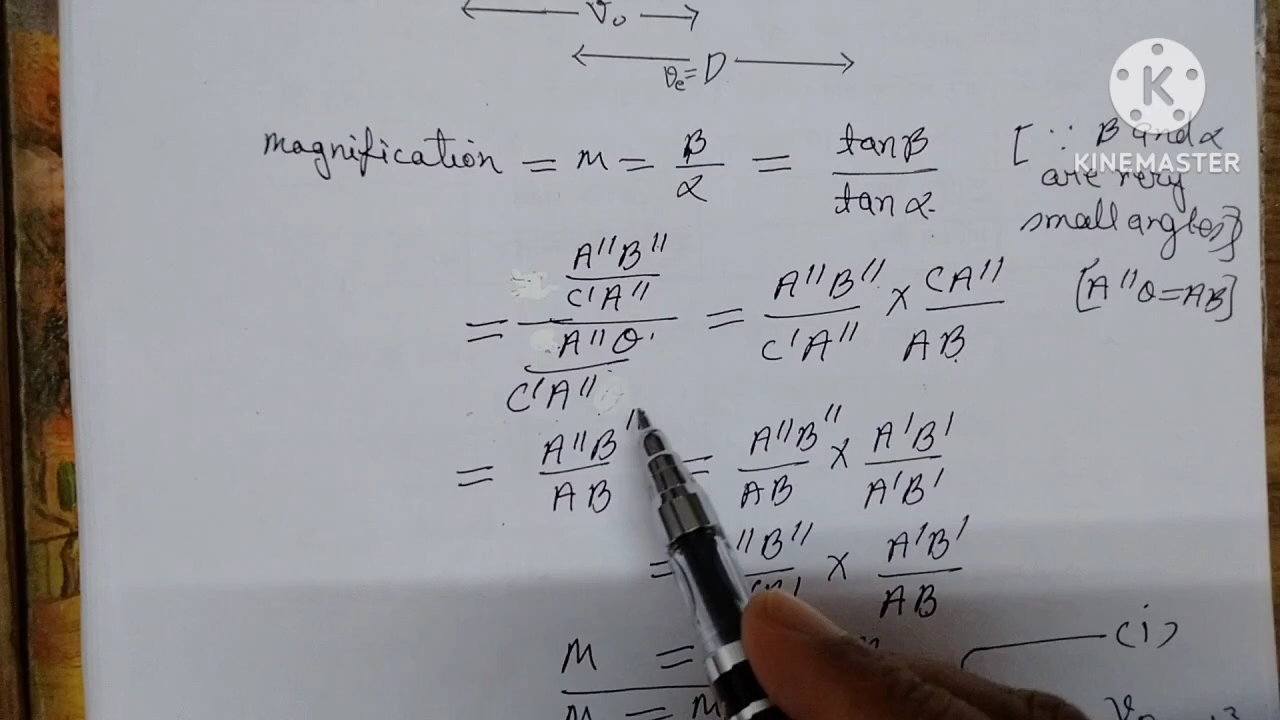 v₀
vₑ = D
Magnification = m = β/α = tanβ/tanα [∵ β and α
are very
small angles]
= (A''B''/C'A'')/(A''O'/C'A'') = A''B''/C'A'' × CA''/AB [A''O = AB]
= A''B''/AB = A''B''/AB × A'B'/A'B'
= ''B''/ × A'B'/AB
M = (i)
M = m
K
KINEMASTER